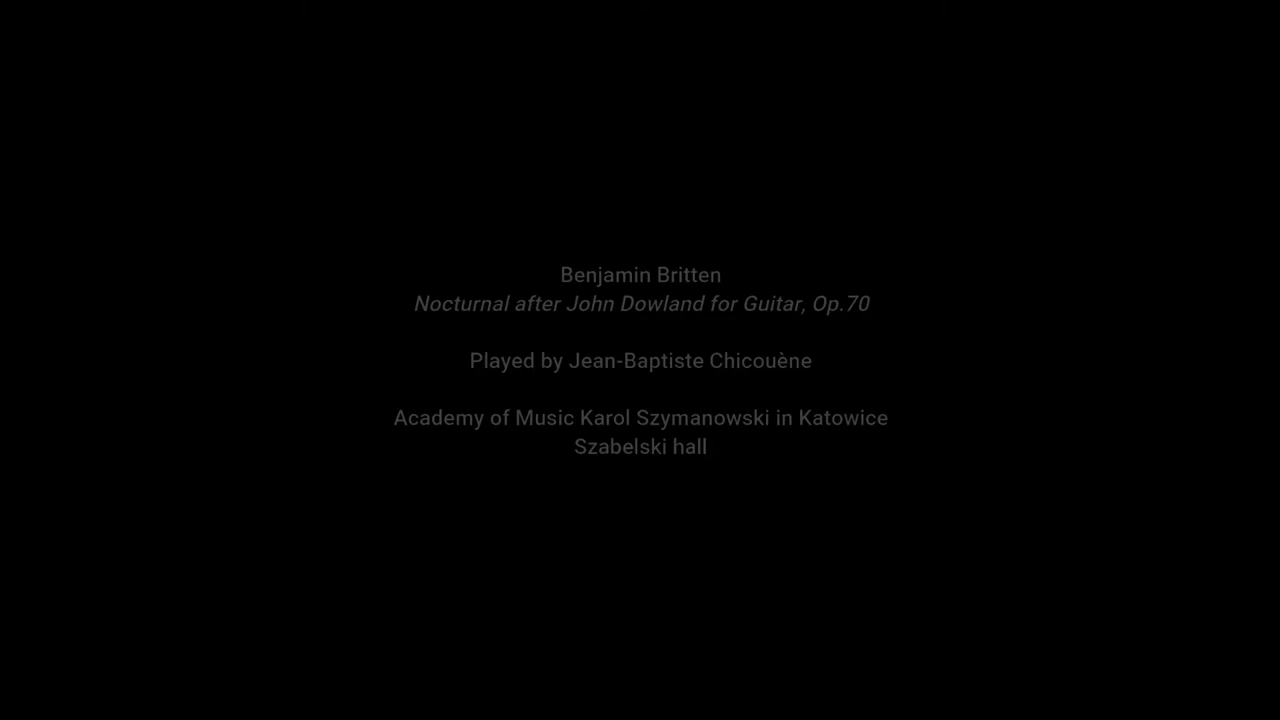 Benjamin Britten
Nocturnal after John Dowland for Guitar, Op.70
Played by Jean-Baptiste Chicouène
Academy of Music Karol Szymanowski in Katowice
Szabelski hall